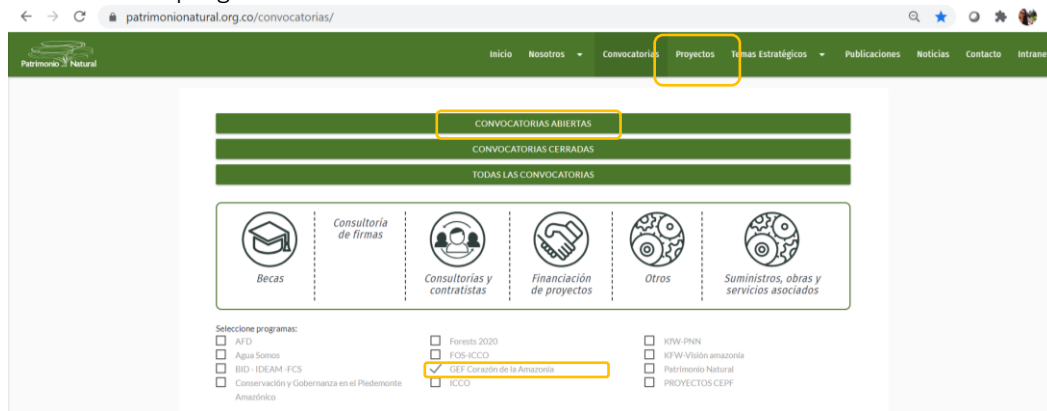 patrimonionatural.org.co/convocatorias/
Patrimonio Natural
Inicio Nosotros Convocatorias Proyectos Temas Estratégicos Publicaciones Noticias Contacto Intrane
CONVOCATORIAS ABIERTAS
CONVOCATORIAS CERRADAS
TODAS LAS CONVOCATORIAS
Becas
Consultoría
de firmas
Consultorías y
contratistas
Financiación
de proyectos
Otros
Suministros, obras y
servicios asociados
Seleccione programas:
AFD
Agua Somos
BID - IDEAM -FCS
Conservación y Gobernanza en el Piedemonte
Amazónico
Forests 2020
FOS-ICCO
GEF Corazón de la Amazonía
ICCO
KfW-PNN
KFW-Visión amazonía
Patrimonio Natural
PROYECTOS CEPF